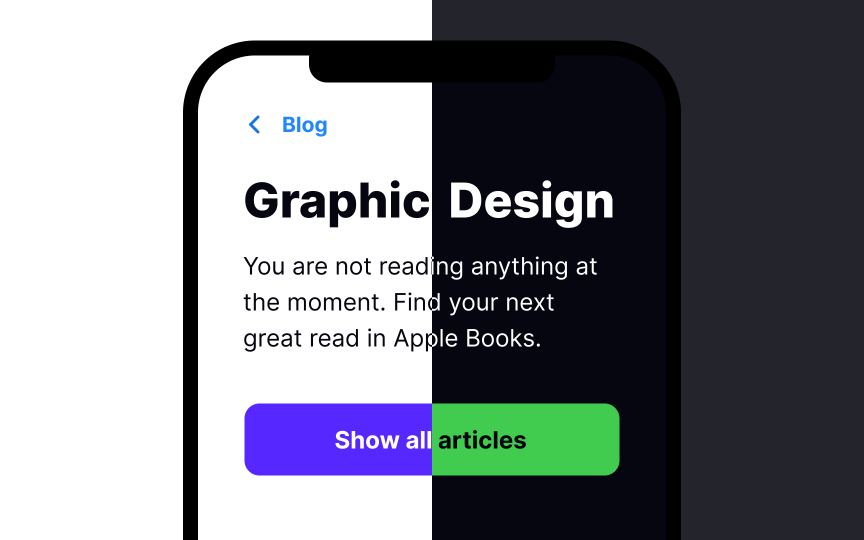 Blog
Graphic Design
You are not reading anything at
the moment. Find your next
great read in Apple Books.
Show all articles